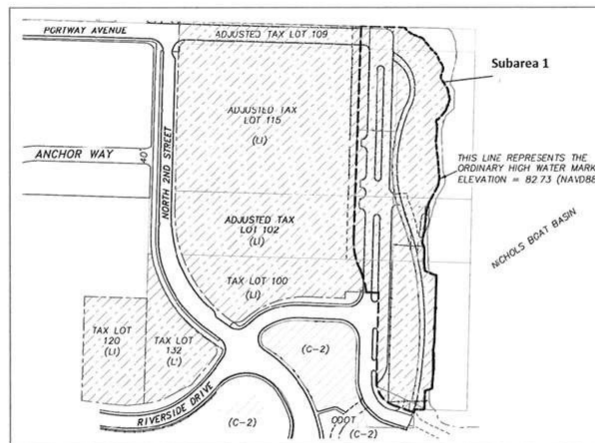 PORTWAY AVENUE
ADJUSTED TAX LOT 109
Subarea 1
ADJUSTED TAX
LOT 115
(LI)
ANCHOR WAY
40'
NORTH 2ND STREET
THIS LINE REPRESENTS THE
ORDINARY HIGH WATER MARK
ELEVATION = 82.73 (NAVD88
ADJUSTED TAX
LOT 102
(LI)
NICHOLS BOAT BASIN
TAX LOT 100
(LI)
TAX LOT
120
(LI)
TAX LOT
132
(LI)
(C-2)
RIVERSIDE DRIVE
(C-2)
ODOT
(C-2)